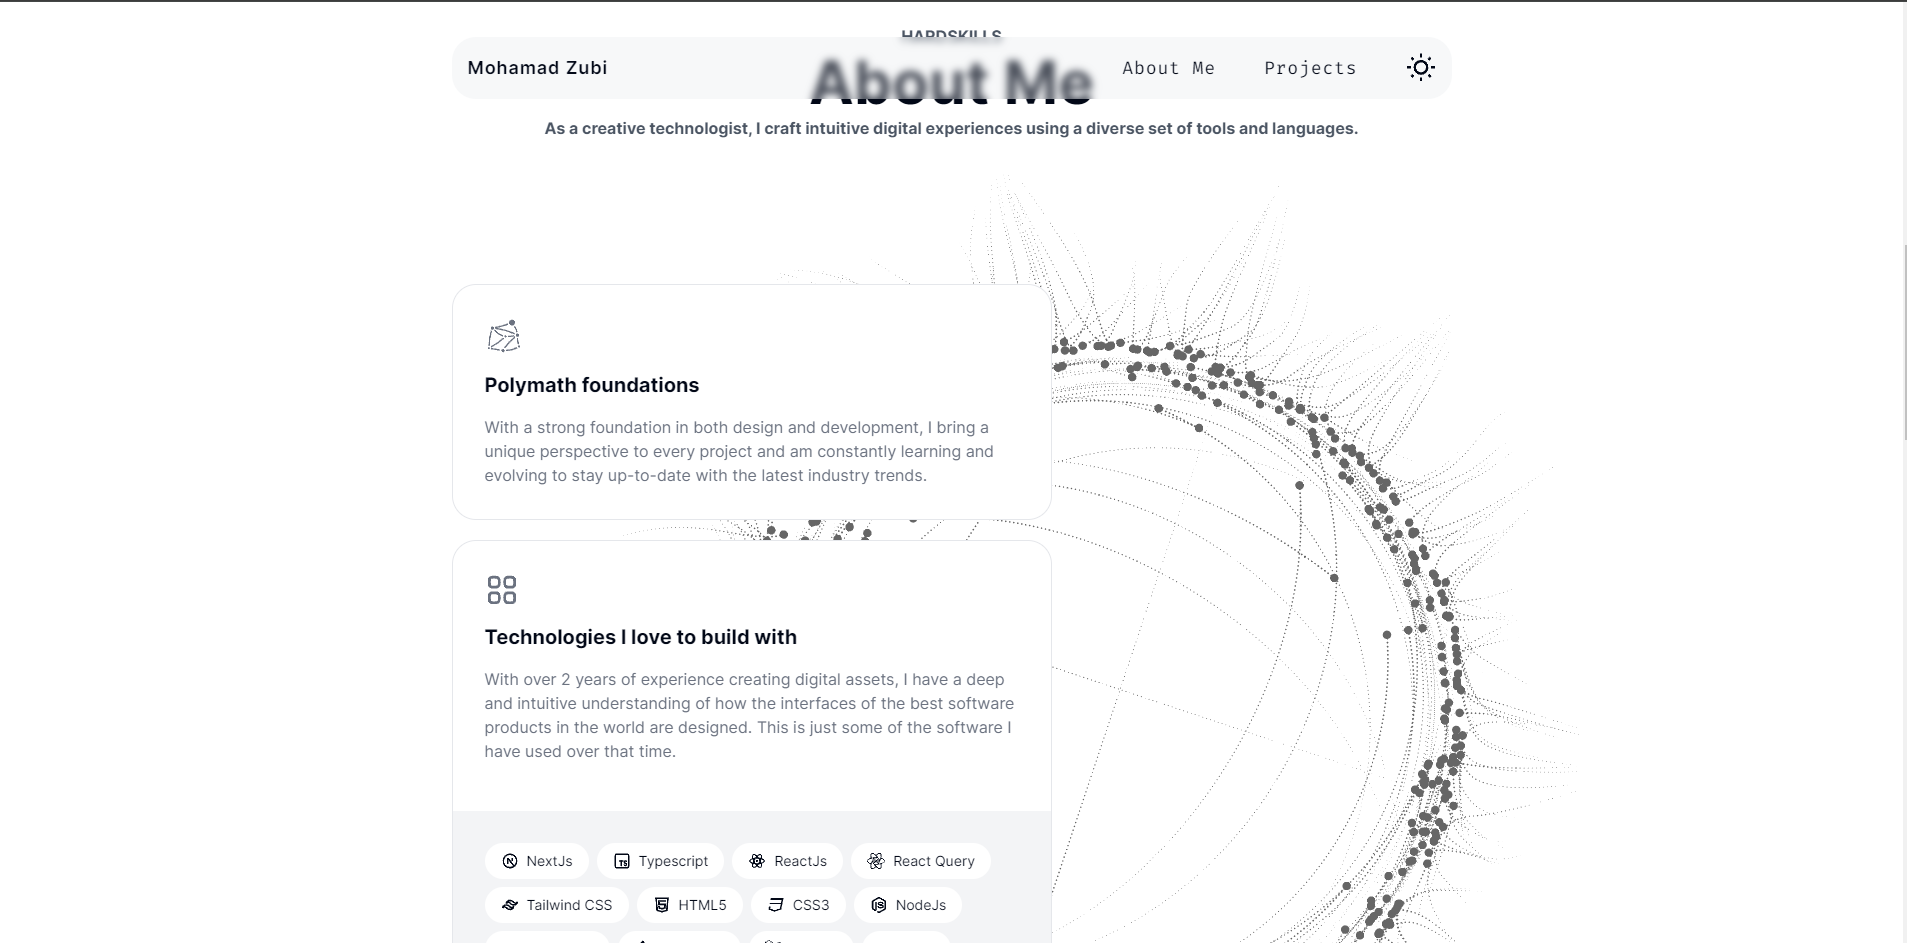 HARDSKILLS
Mohamad Zubi
About Me
About Me
Projects
As a creative technologist, I craft intuitive digital experiences using a diverse set of tools and languages.
Polymath foundations
With a strong foundation in both design and development, I bring a
unique perspective to every project and am constantly learning and
evolving to stay up-to-date with the latest industry trends.
Technologies I love to build with
With over 2 years of experience creating digital assets, I have a deep
and intuitive understanding of how the interfaces of the best software
products in the world are designed. This is just some of the software I
have used over that time.
NextJs
Typescript
ReactJs
React Query
Tailwind CSS
HTML5
CSS3
NodeJs